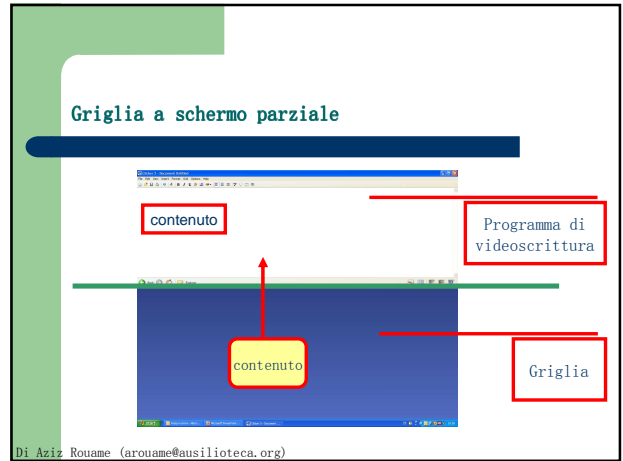 Griglia a schermo parziale
contenuto
Programma di
videoscrittura
contenuto
Griglia
Di Aziz Rouame (arouame@ausilioteca.org)